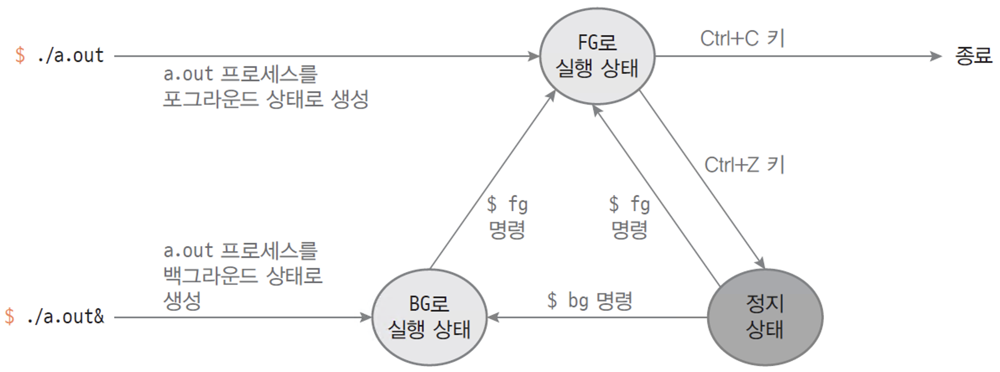 $ ./a.out
a.out 프로세스를
포그라운드 상태로 생성
FG로
실행 상태
Ctrl+C 키
종료
Ctrl+Z 키
$ fg
명령
$ fg
명령
a.out 프로세스를
백그라운드 상태로
생성
$ ./a.out&
BG로
실행 상태
$ bg 명령
정지
상태